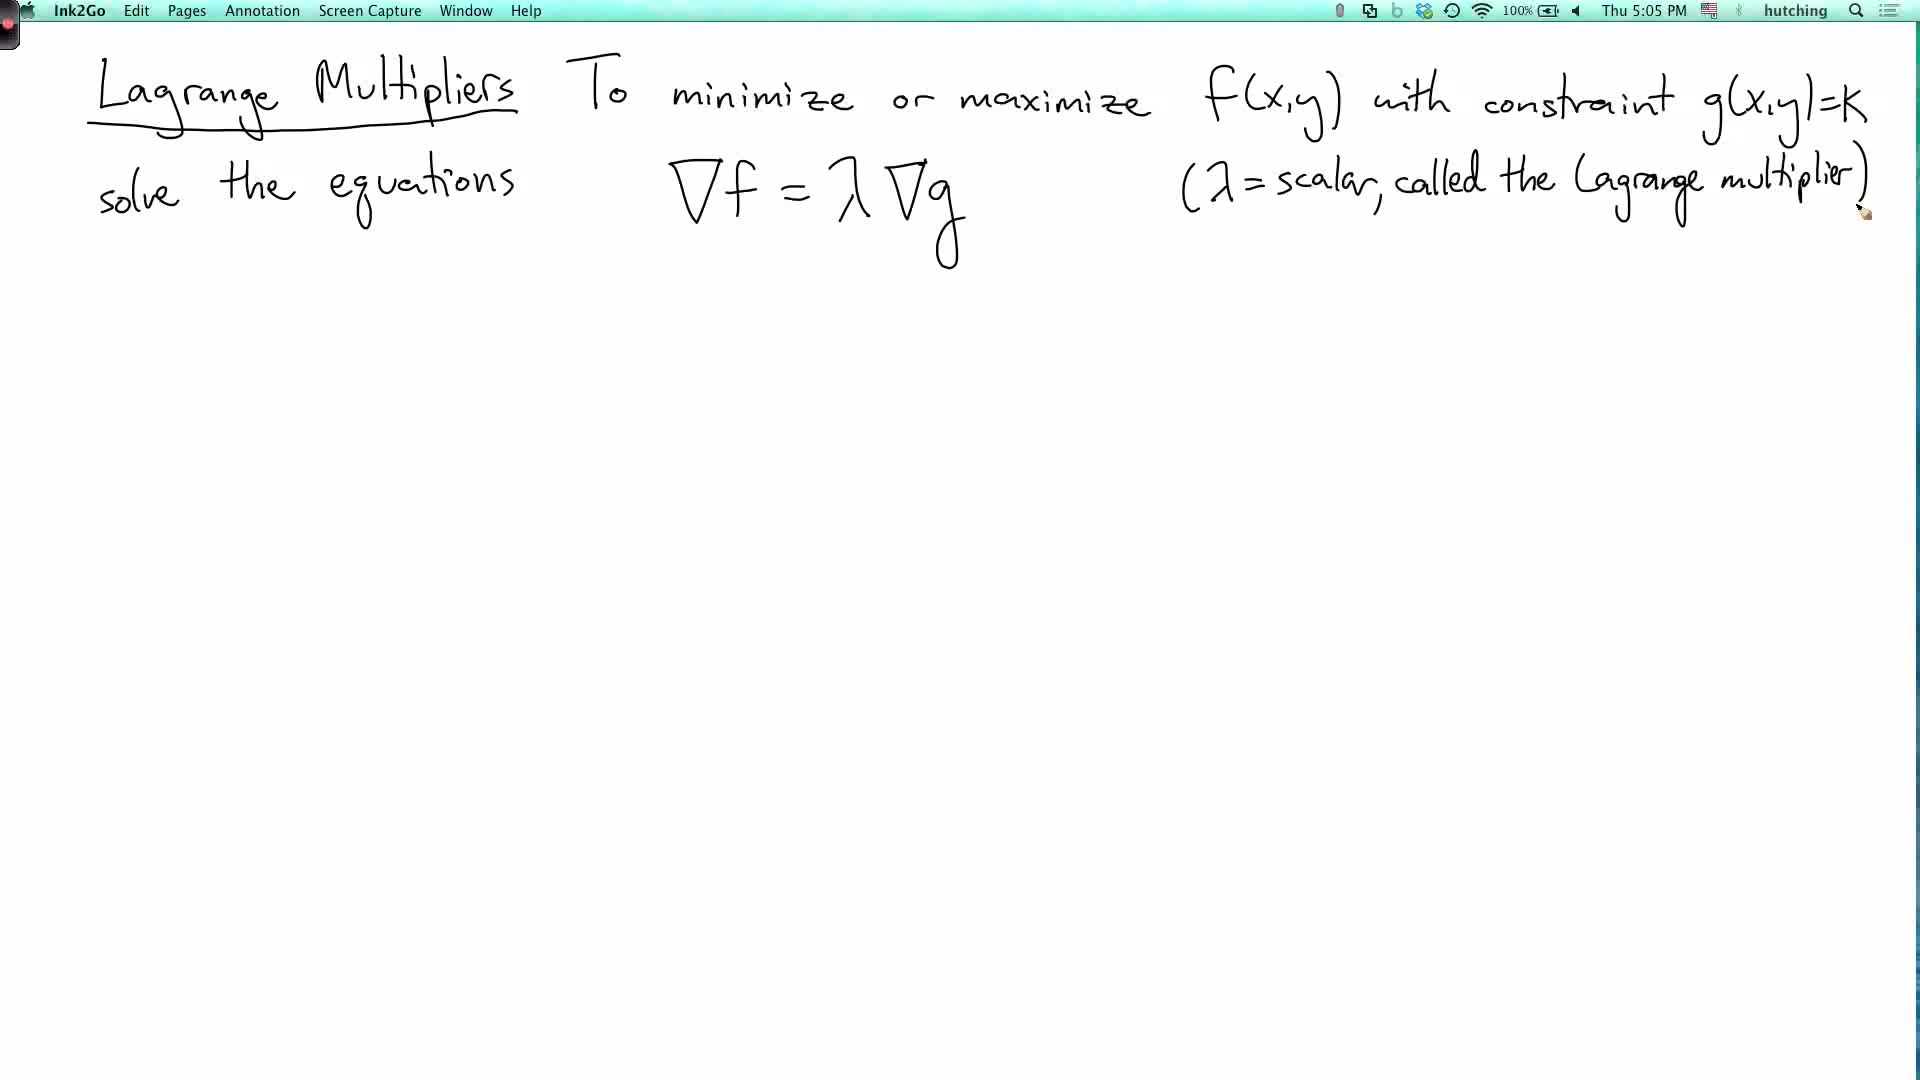 Ink2Go Edit Pages Annotation Screen Capture Window Help 100% Thu 5:05 PM hutching
Lagrange Multipliers To minimize or maximize f(x,y) with constraint g(x,y)=k
solve the equations ∇f = λ∇g (λ = scalar, called the Lagrange multiplier)